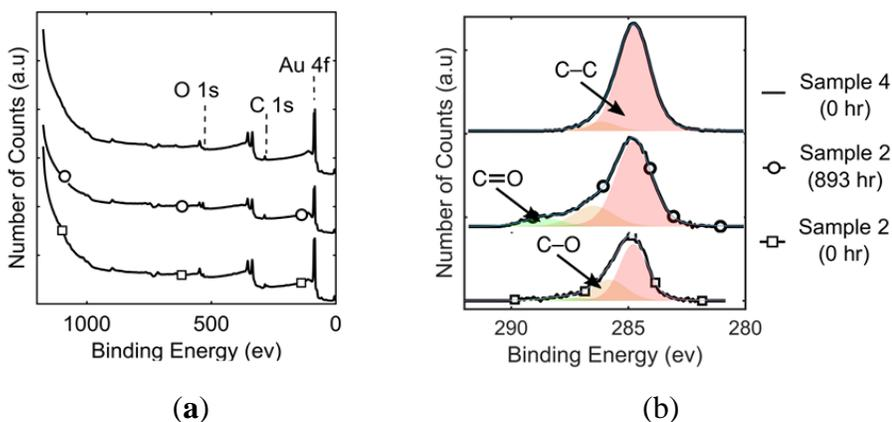 Number of Counts (a.u)
O 1s
C 1s
Au 4f
1000
500
0
Binding Energy (ev)
(a)
Number of Counts (a.u)
C–C
C=O
C–O
290
285
280
Binding Energy (ev)
(b)
Sample 4
(0 hr)
Sample 2
(893 hr)
Sample 2
(0 hr)